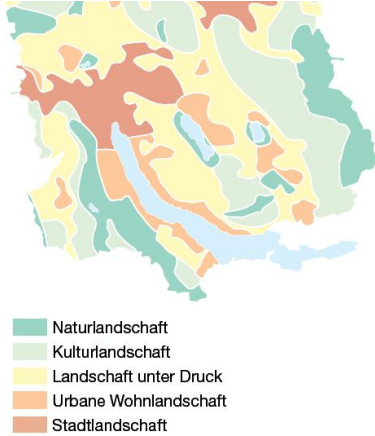 Naturlandschaft
Kulturlandschaft
Landschaft unter Druck
Urbane Wohnlandschaft
Stadtlandschaft